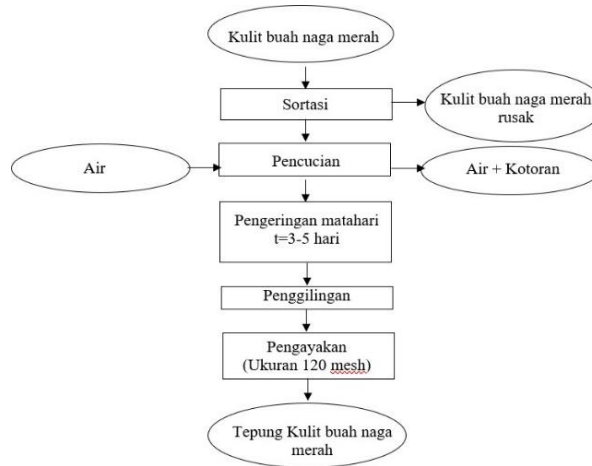 Kulit buah naga merah
Sortasi
Kulit buah naga merah
rusak
Air
Pencucian
Air + Kotoran
Pengeringan matahari
t=3-5 hari
Penggilingan
Pengayakan
(Ukuran 120 mesh)
Tepung Kulit buah naga
merah